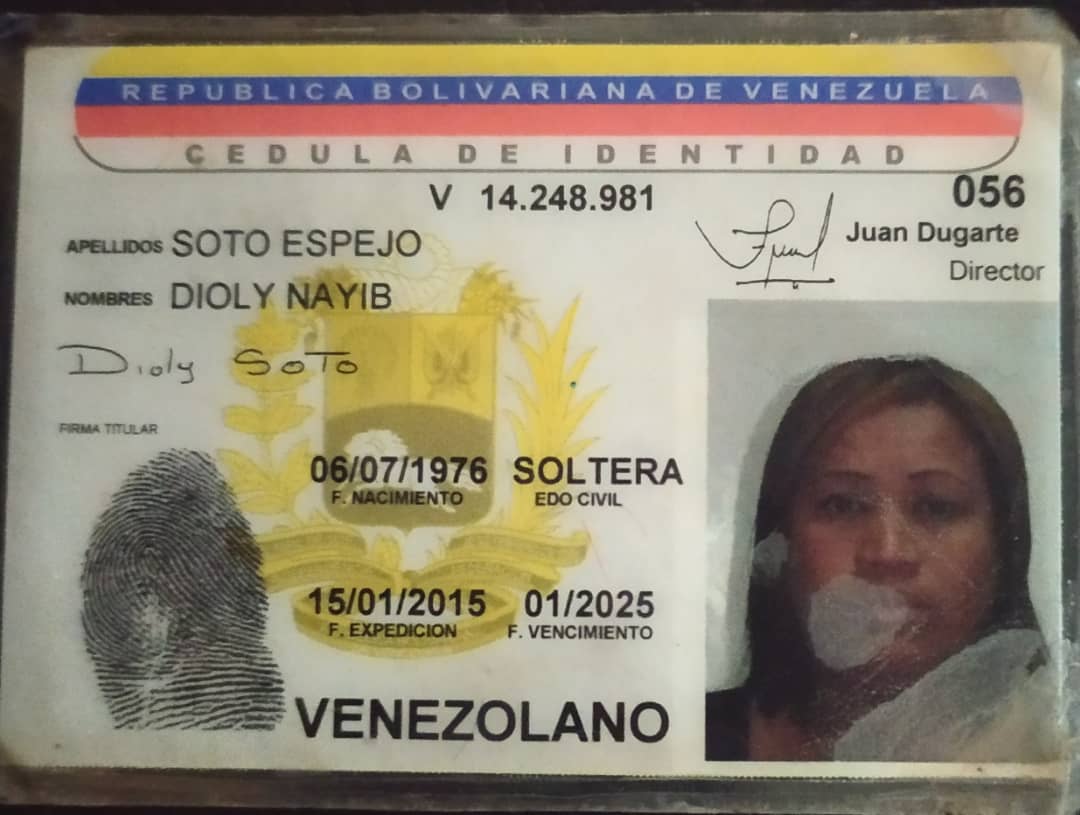 REPUBLICA BOLIVARIANA DE VENEZUELA
CEDULA DE IDENTIDAD
V 14.248.981
056
APELLIDOS SOTO ESPEJO
Juan Dugarte
Director
NOMBRES DIOLY NAYIB
Dioly SoTo
FIRMA TITULAR
06/07/1976 SOLTERA
F. NACIMIENTO EDO CIVIL
15/01/2015 01/2025
F. EXPEDICION F. VENCIMIENTO
VENEZOLANO